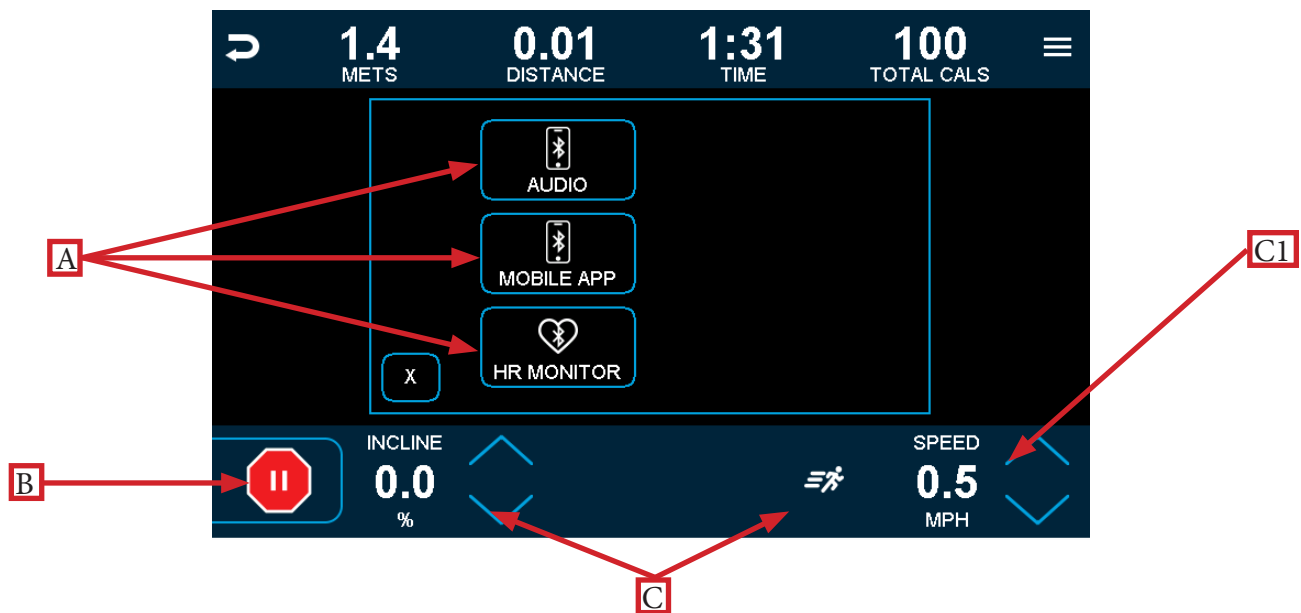 1.4 0.01 1:31 100
METS DISTANCE TIME TOTAL CALS
AUDIO
A
MOBILE APP
C1
HR MONITOR
X
B
INCLINE SPEED
0.0 0.5
% MPH
C